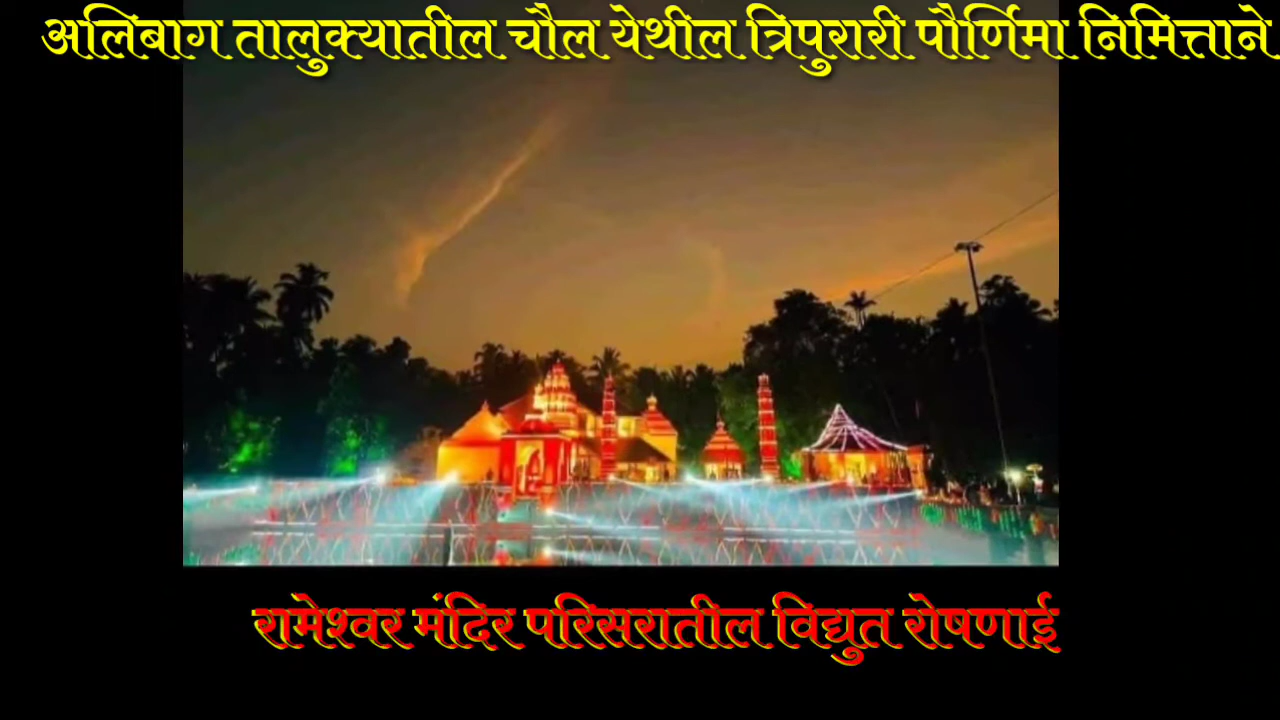 अलिबाग तालुक्यातील चौल येथील त्रिपुरारी पौर्णिमा निमित्ताने
रामेश्वर मंदिर परिसरातील विद्युत रोषणाई